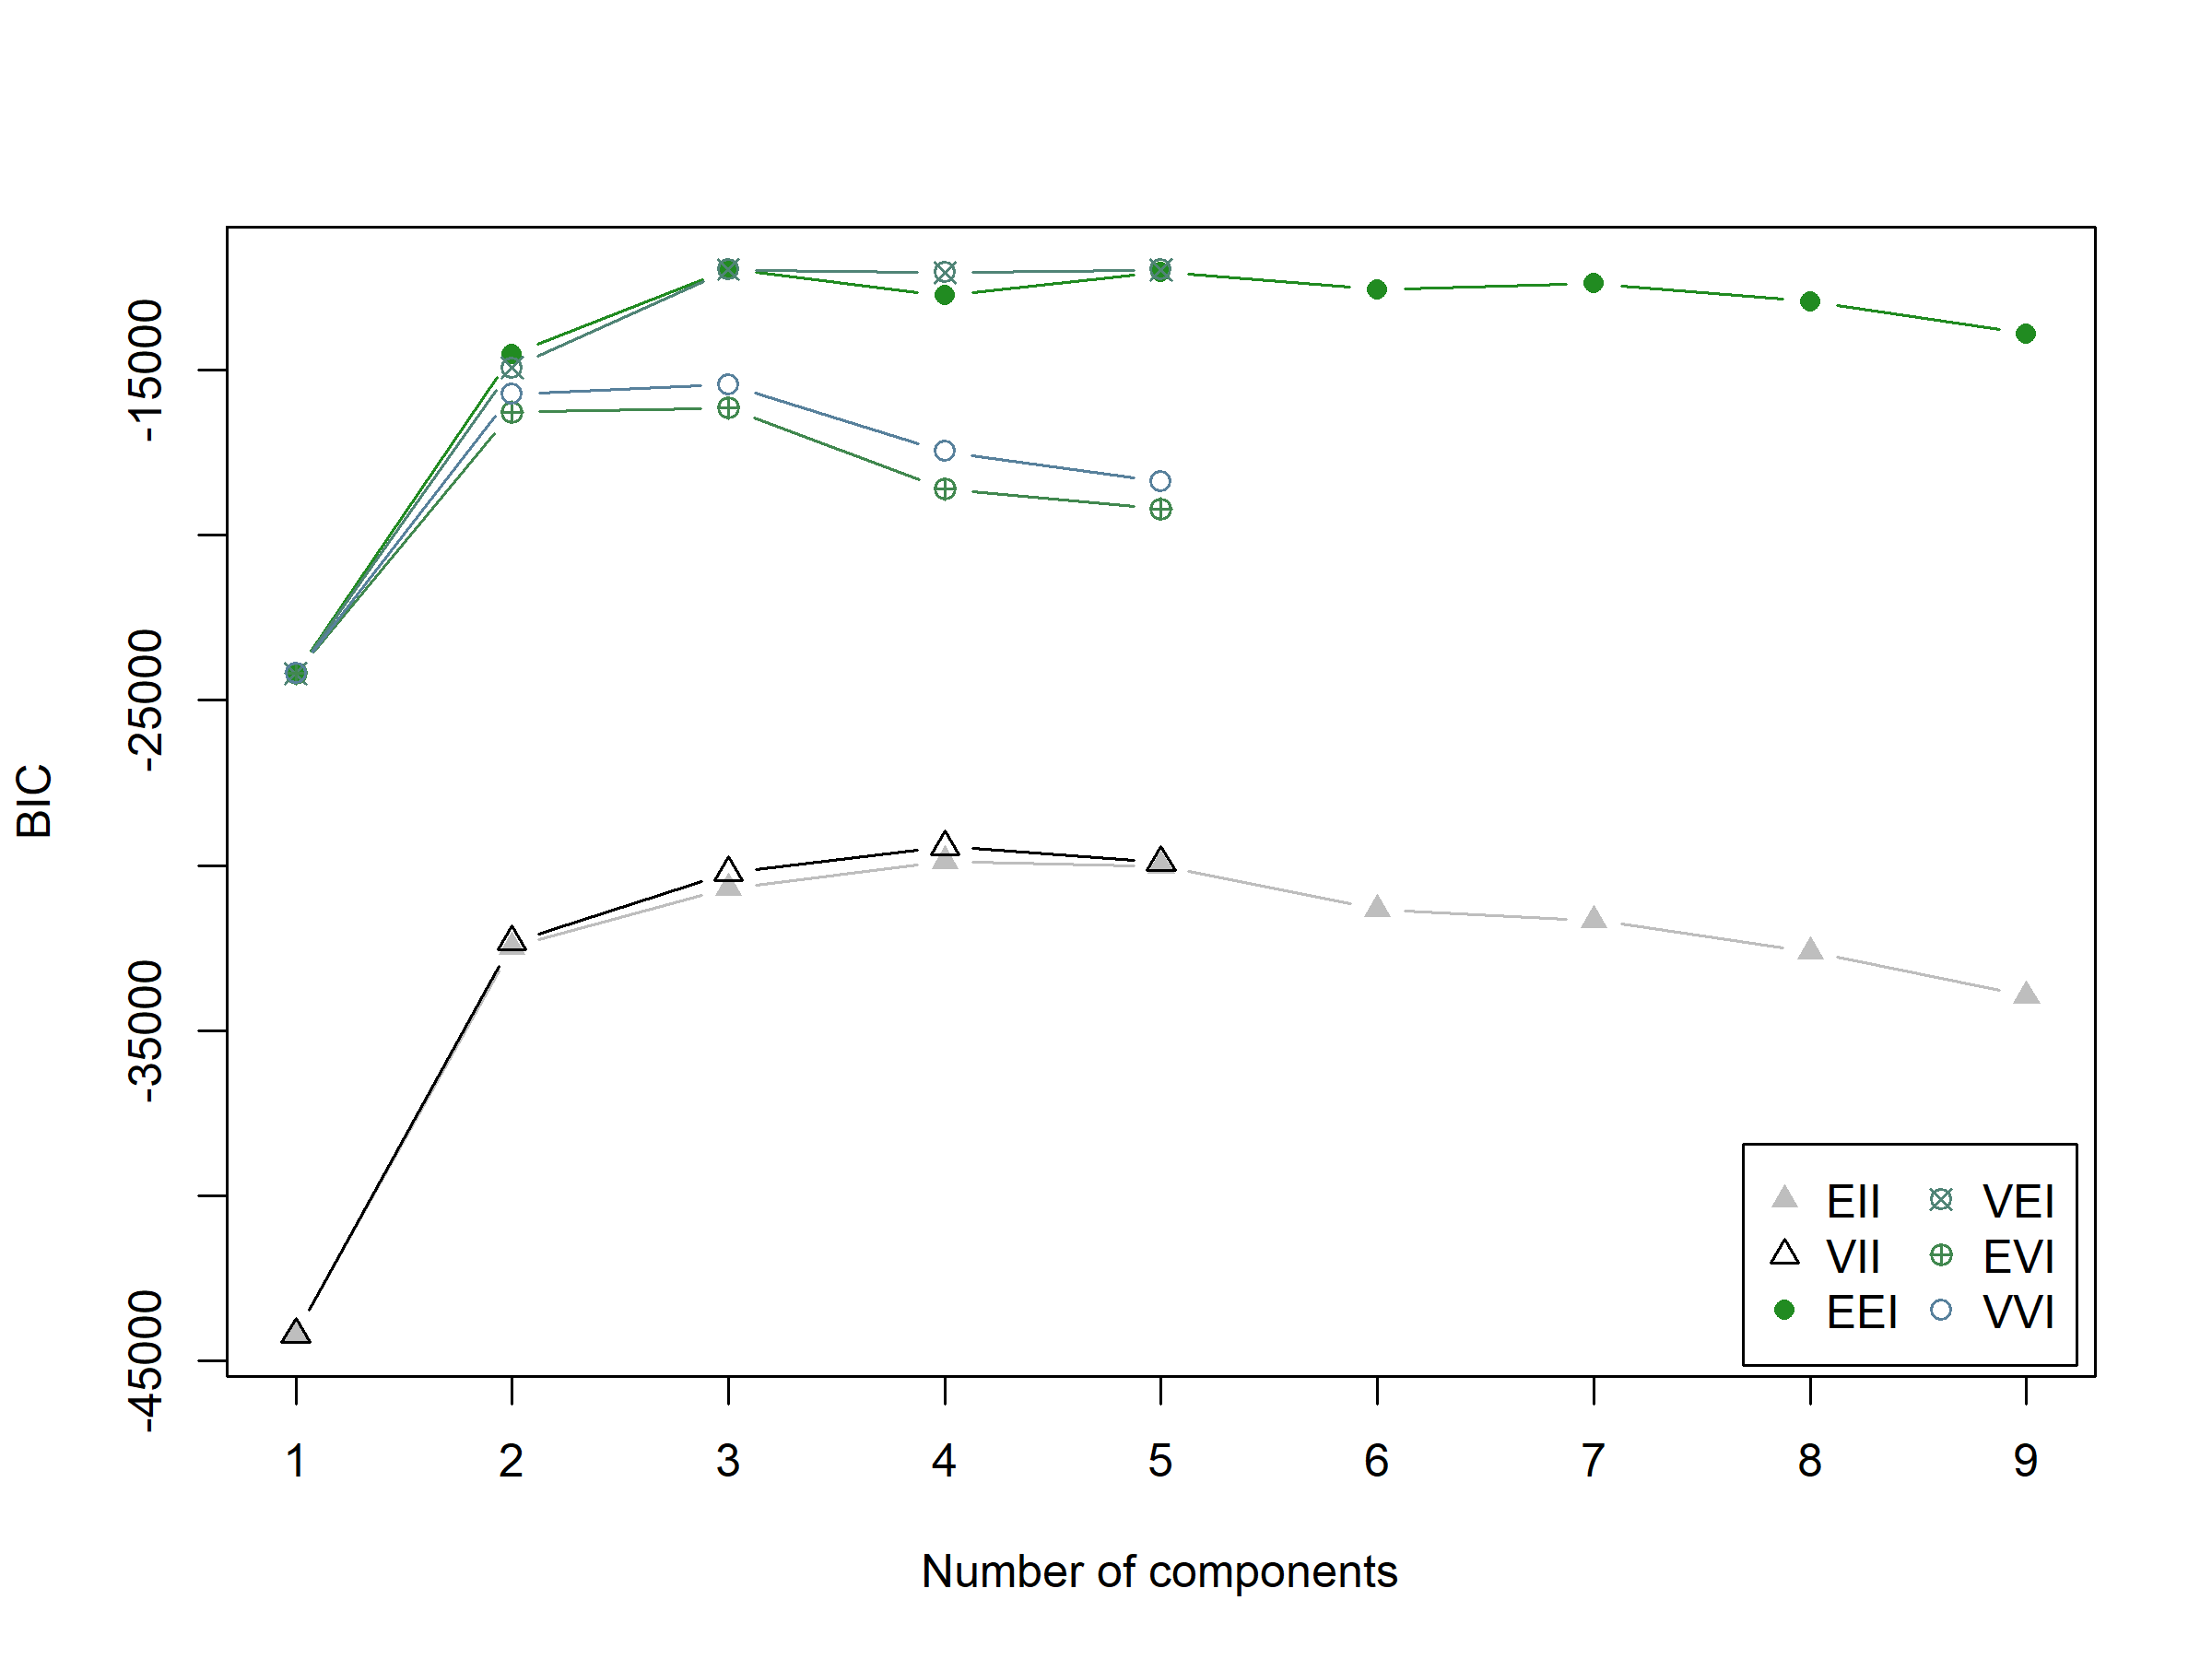 BIC
-15000
-25000
-35000
-45000
1 2 3 4 5 6 7 8 9
Number of components
EII VEI
VII EVI
EEI VVI